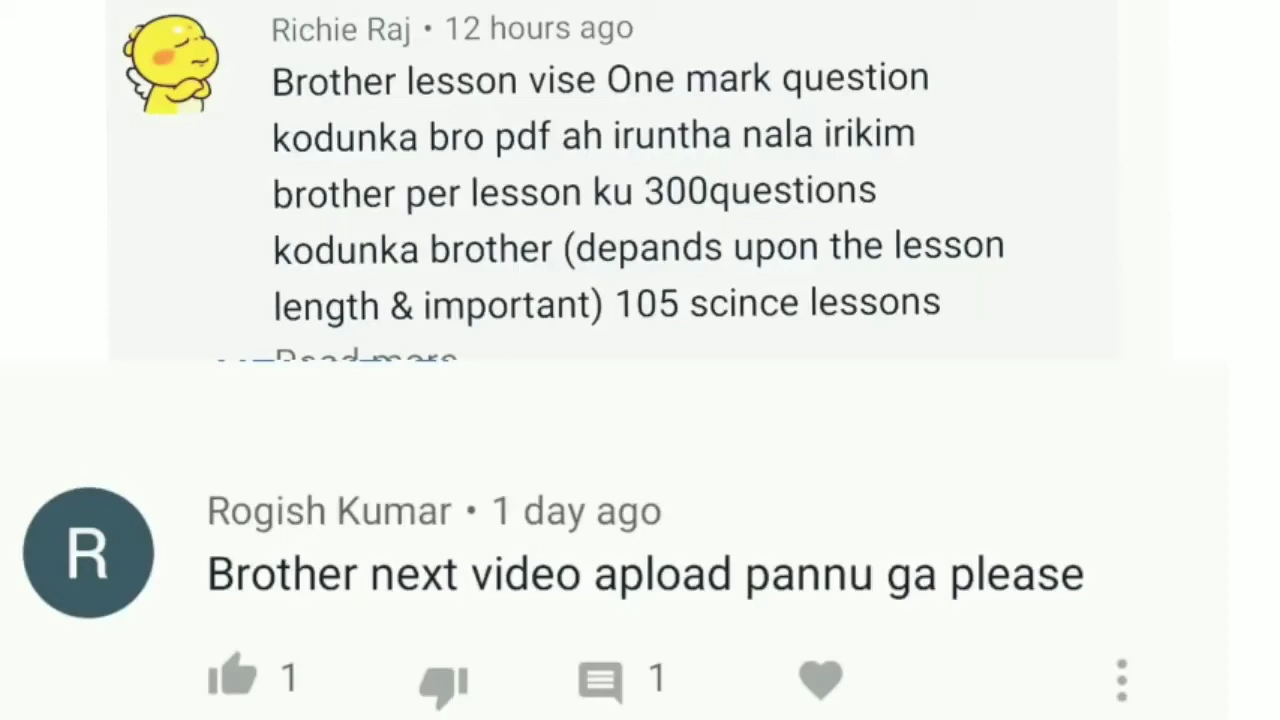 Richie Raj • 12 hours ago
Brother lesson vise One mark question
kodunka bro pdf ah iruntha nala irikim
brother per lesson ku 300questions
kodunka brother (depands upon the lesson
length & important) 105 scince lessons
Read more
R
Rogish Kumar • 1 day ago
Brother next video apload pannu ga please
1
1